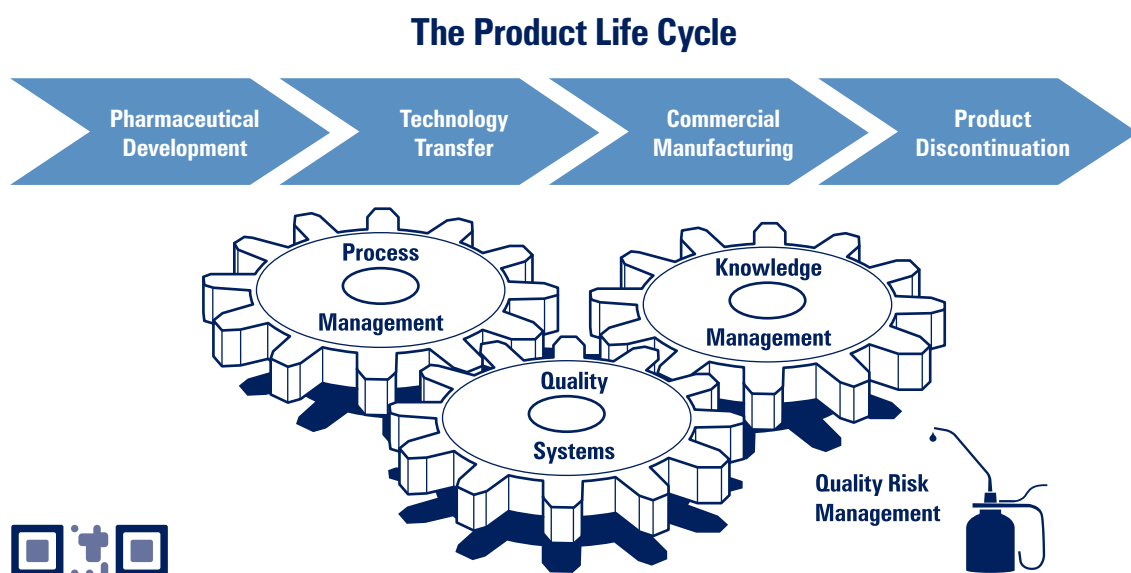 The Product Life Cycle
Pharmaceutical
Development
Technology
Transfer
Commercial
Manufacturing
Product
Discontinuation
Process
Management
Knowledge
Management
Quality
Systems
Quality Risk
Management